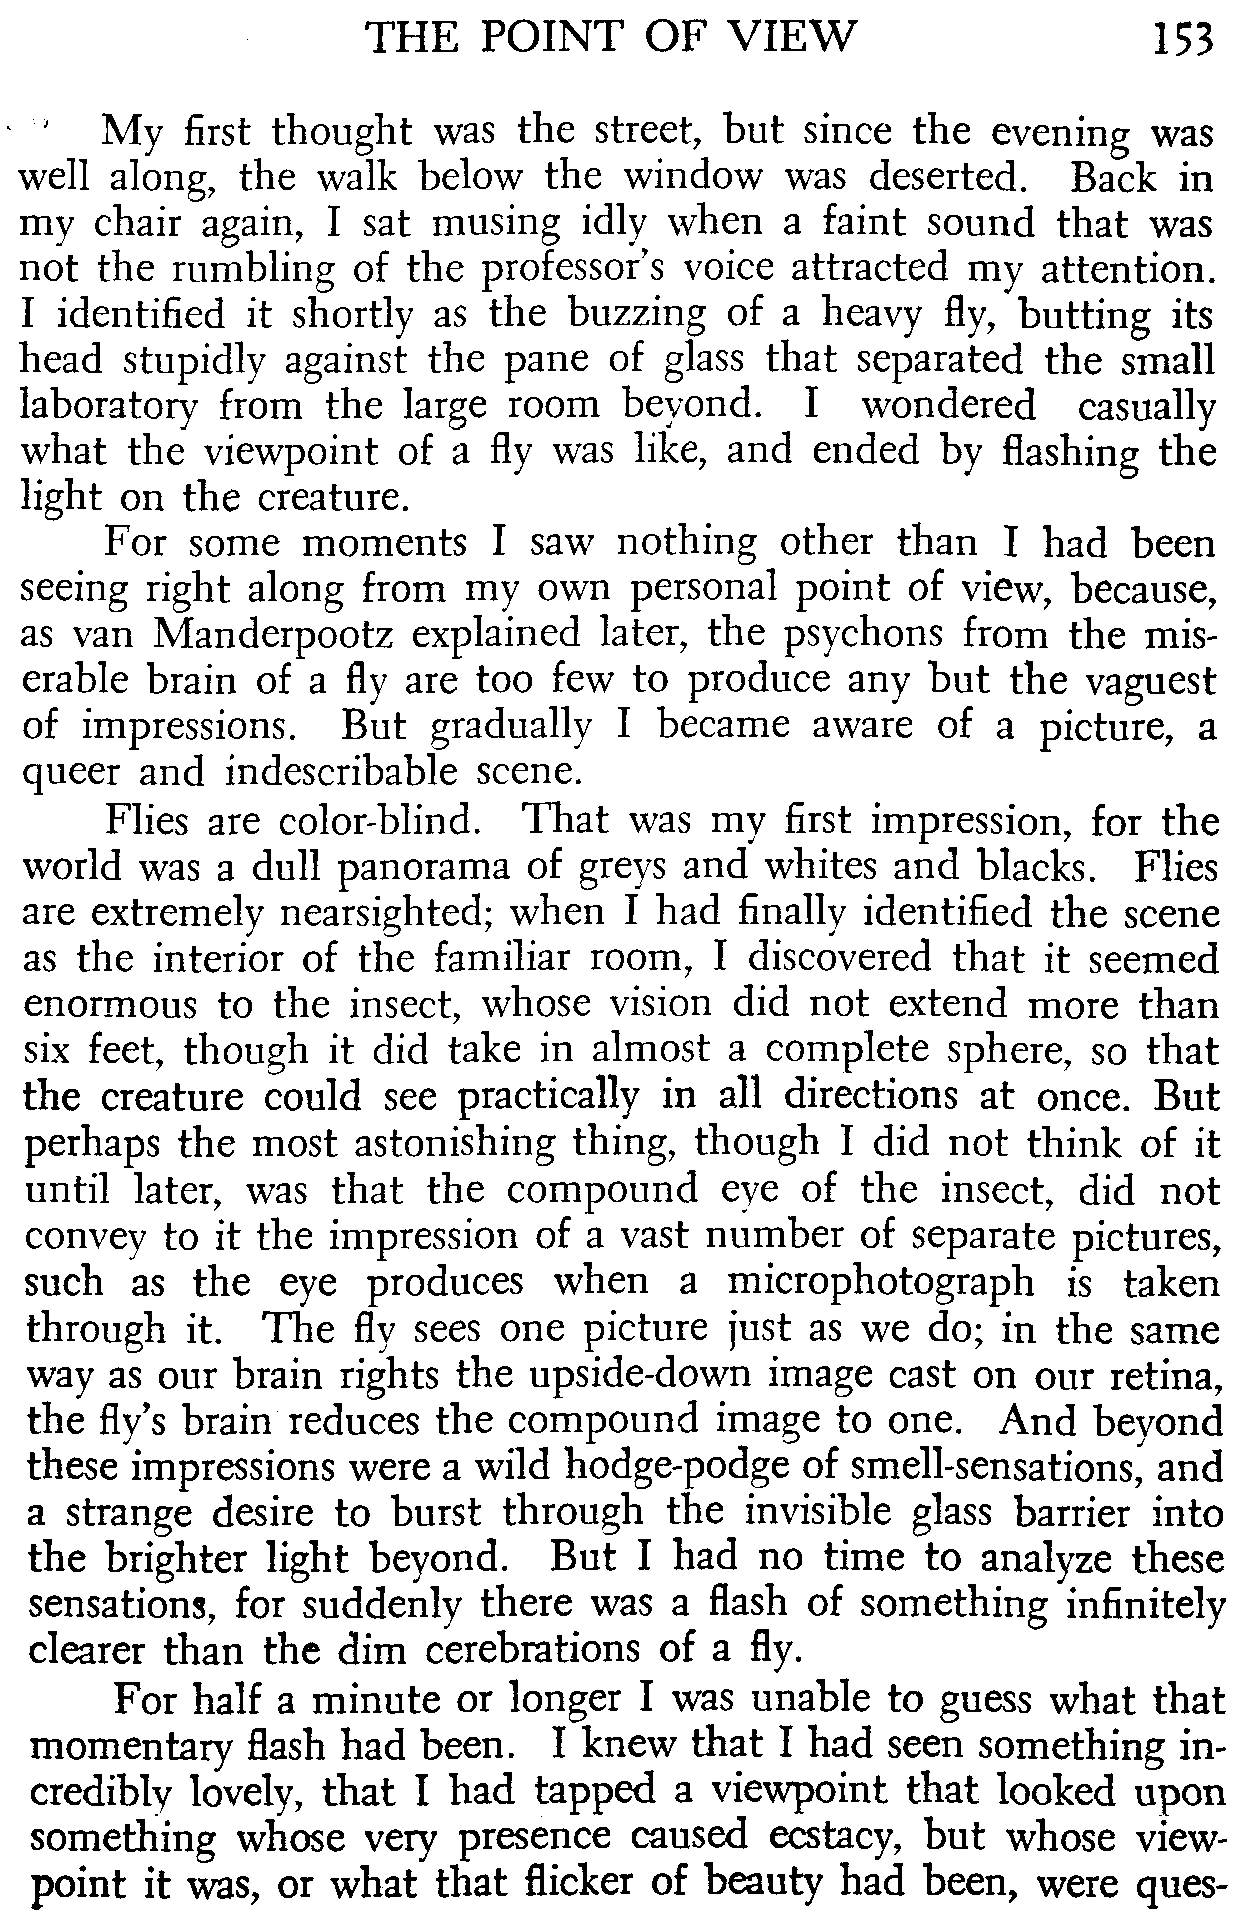 THE POINT OF VIEW 153
My first thought was the street, but since the evening was
well along, the walk below the window was deserted. Back in
my chair again, I sat musing idly when a faint sound that was
not the rumbling of the professor's voice attracted my attention.
I identified it shortly as the buzzing of a heavy fly, butting its
head stupidly against the pane of glass that separated the small
laboratory from the large room beyond. I wondered casually
what the viewpoint of a fly was like, and ended by flashing the
light on the creature.
For some moments I saw nothing other than I had been
seeing right along from my own personal point of view, because,
as van Manderpootz explained later, the psychons from the mis-
erable brain of a fly are too few to produce any but the vaguest
of impressions. But gradually I became aware of a picture, a
queer and indescribable scene.
Flies are color-blind. That was my first impression, for the
world was a dull panorama of greys and whites and blacks. Flies
are extremely nearsighted; when I had finally identified the scene
as the interior of the familiar room, I discovered that it seemed
enormous to the insect, whose vision did not extend more than
six feet, though it did take in almost a complete sphere, so that
the creature could see practically in all directions at once. But
perhaps the most astonishing thing, though I did not think of it
until later, was that the compound eye of the insect, did not
convey to it the impression of a vast number of separate pictures,
such as the eye produces when a microphotograph is taken
through it. The fly sees one picture just as we do; in the same
way as our brain rights the upside-down image cast on our retina,
the fly's brain reduces the compound image to one. And beyond
these impressions were a wild hodge-podge of smell-sensations, and
a strange desire to burst through the invisible glass barrier into
the brighter light beyond. But I had no time to analyze these
sensations, for suddenly there was a flash of something infinitely
clearer than the dim cerebrations of a fly.
For half a minute or longer I was unable to guess what that
momentary flash had been. I knew that I had seen something in-
credibly lovely, that I had tapped a viewpoint that looked upon
something whose very presence caused ecstacy, but whose view-
point it was, or what that flicker of beauty had been, were ques-